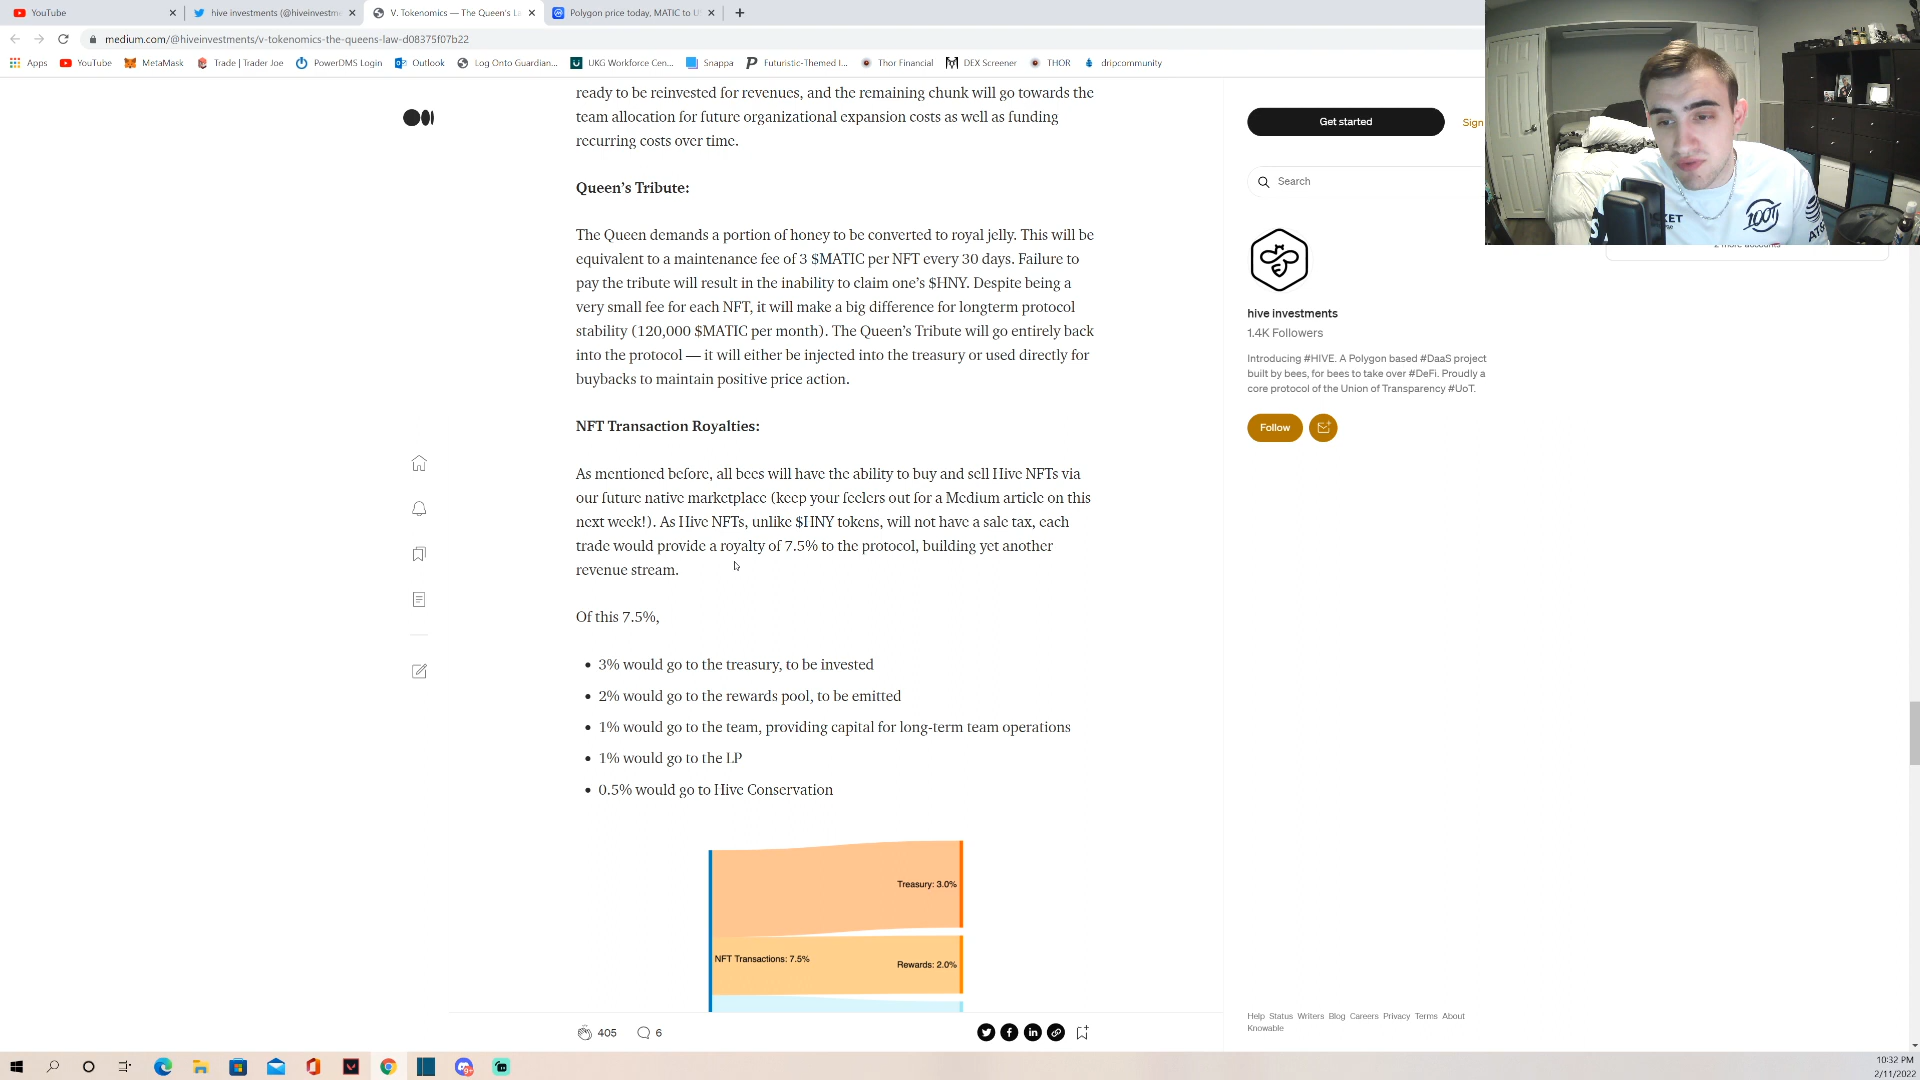 YouTube
hive investments (@hiveinvestm
V. Tokenomics — The Queen's La
Polygon price today, MATIC to U
medium.com/@hiveinvestments/v-tokenomics-the-queens-law-d08375f07b22
Apps
YouTube
MetaMask
Trade | Trader Joe
PowerDMS Login
Outlook
Log Onto Guardian...
UKG Workforce Cen...
Snappa
Futuristic-Themed I...
Thor Financial
DEX Screener
THOR
dripcommunity
ready to be reinvested for revenues, and the remaining chunk will go towards the
team allocation for future organizational expansion costs as well as funding
recurring costs over time.
Queen's Tribute:
The Queen demands a portion of honey to be converted to royal jelly. This will be
equivalent to a maintenance fee of 3 $MATIC per NFT every 30 days. Failure to
pay the tribute will result in the inability to claim one's $HNY. Despite being a
very small fee for each NFT, it will make a big difference for longterm protocol
stability (120,000 $MATIC per month). The Queen's Tribute will go entirely back
into the protocol — it will either be injected into the treasury or used directly for
buybacks to maintain positive price action.
NFT Transaction Royalties:
As mentioned before, all bees will have the ability to buy and sell Hive NFTs via
our future native marketplace (keep your feelers out for a Medium article on this
next week!). As Hive NFTs, unlike $HNY tokens, will not have a sale tax, each
trade would provide a royalty of 7.5% to the protocol, building yet another
revenue stream.
Of this 7.5%,
• 3% would go to the treasury, to be invested
• 2% would go to the rewards pool, to be emitted
• 1% would go to the team, providing capital for long-term team operations
• 1% would go to the LP
• 0.5% would go to Hive Conservation
Treasury: 3.0%
NFT Transactions: 7.5%
Rewards: 2.0%
405
6
Get started
Sign
Search
hive investments
1.4K Followers
Introducing #HIVE. A Polygon based #DaaS project
built by bees, for bees to take over #DeFi. Proudly a
core protocol of the Union of Transparency #UoT.
Follow
Help Status Writers Blog Careers Privacy Terms About
Knowable
KET
100T
AT&
10:32 PM
2/11/2022